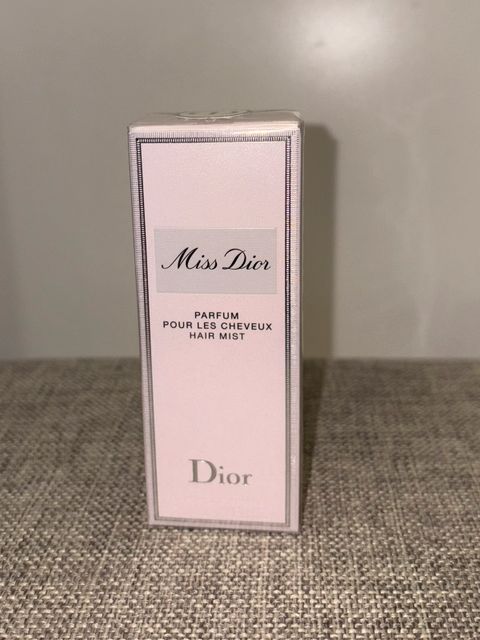 Miss Dior
PARFUM
POUR LES CHEVEUX
HAIR MIST
Dior